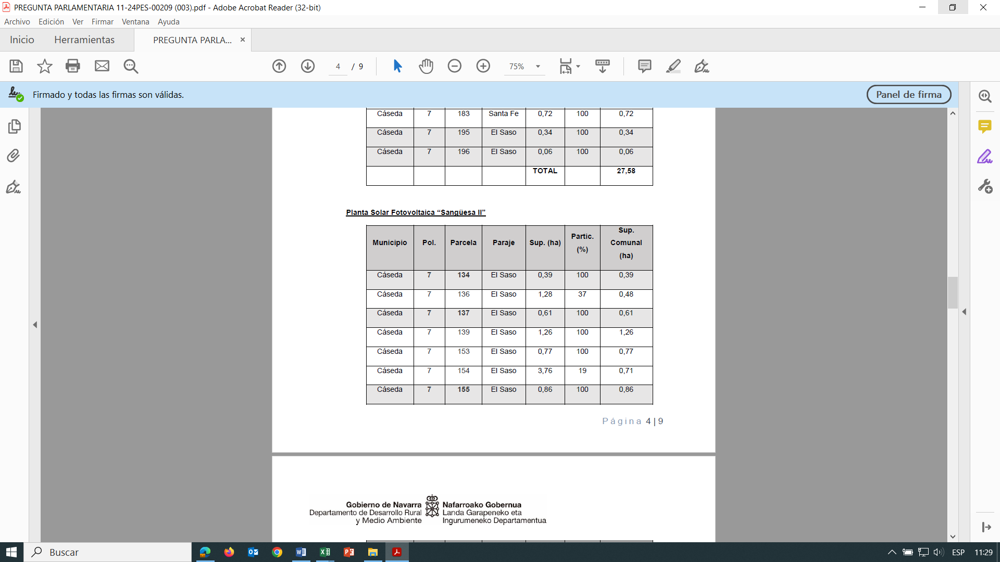 PREGUNTA PARLAMENTARIA 11-24PES-00209 (003).pdf - Adobe Acrobat Reader (32-bit)
Archivo Edición Ver Firmar Ventana Ayuda
Inicio Herramientas PREGUNTA PARLA... ×
4 / 9 75%
Firmado y todas las firmas son válidas. Panel de firma
Cáseda 7 183 Santa Fe 0,72 100 0,72
Cáseda 7 195 El Saso 0,34 100 0,34
Cáseda 7 196 El Saso 0,06 100 0,06
TOTAL 27,58
Planta Solar Fotovoltaica “Sangüesa II”
Municipio Pol. Parcela Paraje Sup. (ha) Partic. (%) Sup. Comunal (ha)
Cáseda 7 134 El Saso 0,39 100 0,39
Cáseda 7 136 El Saso 1,28 37 0,48
Cáseda 7 137 El Saso 0,61 100 0,61
Cáseda 7 139 El Saso 1,26 100 1,26
Cáseda 7 153 El Saso 0,77 100 0,77
Cáseda 7 154 El Saso 3,76 19 0,71
Cáseda 7 155 El Saso 0,86 100 0,86
Página 4 | 9
Gobierno de Navarra Nafarroako Gobernua
Departamento de Desarrollo Rural Landa Garapeneko eta
y Medio Ambiente Ingurumeneko Departamentua
Buscar ESP 11:29